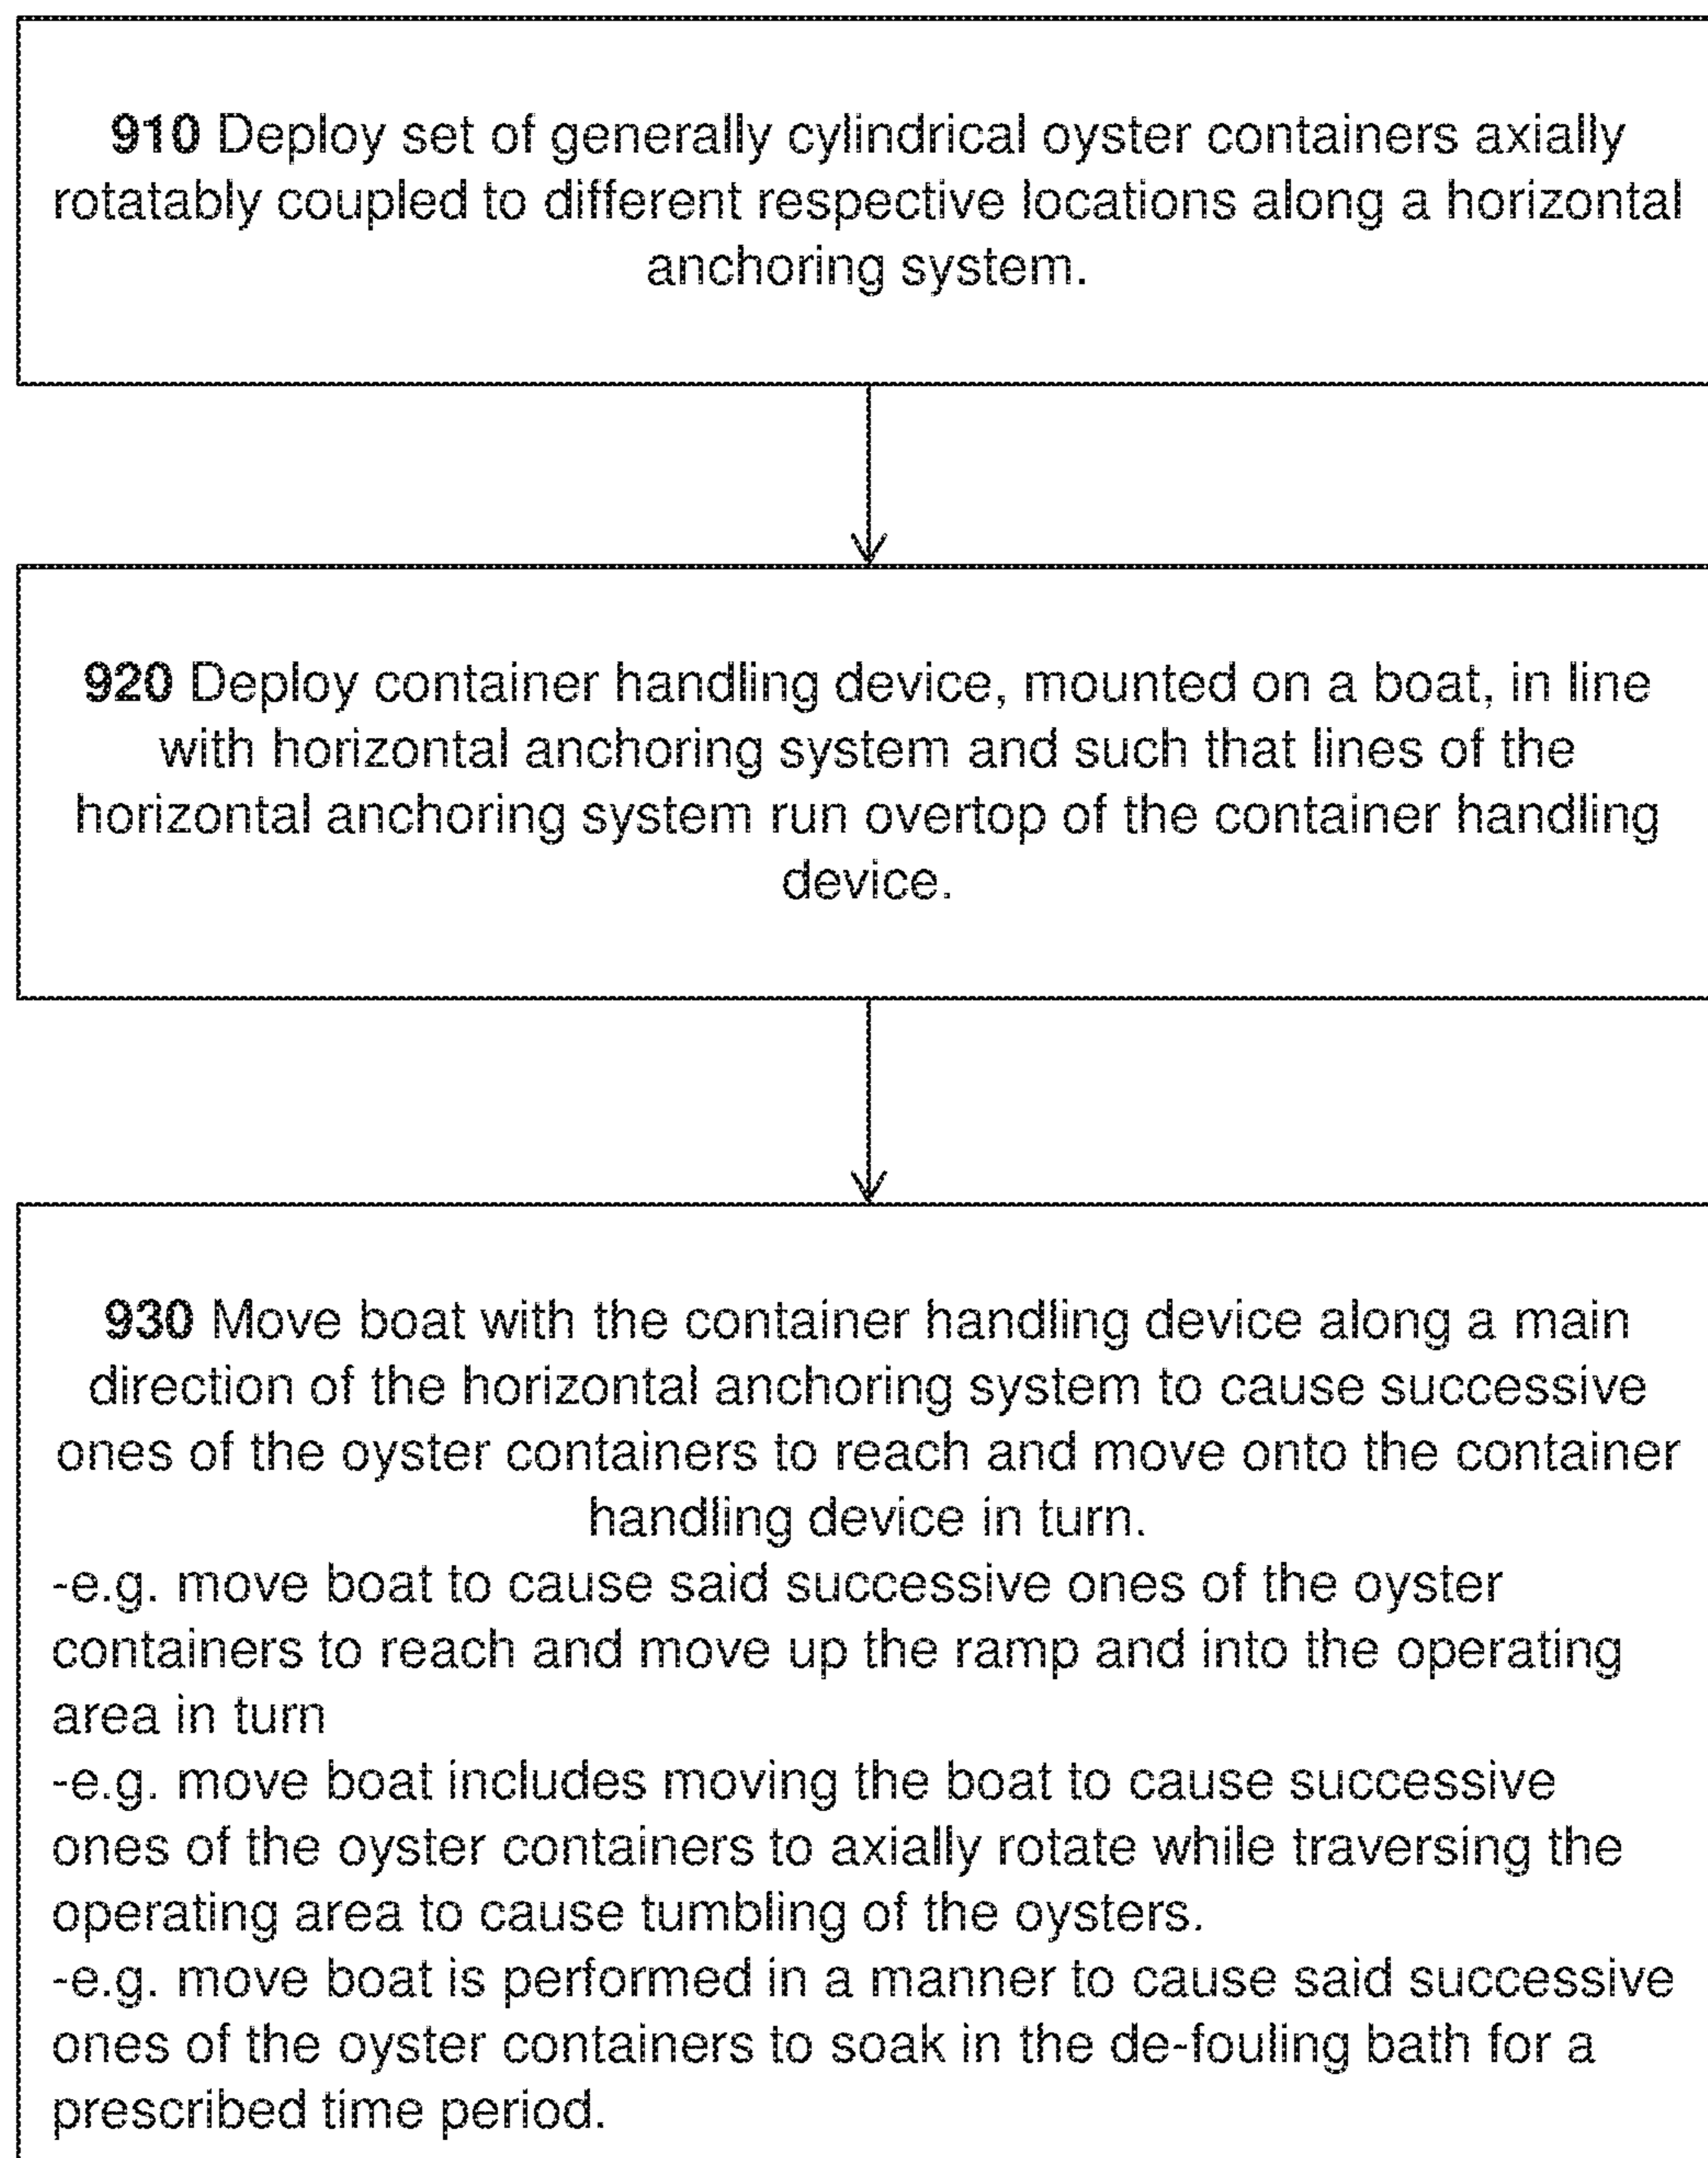 910 Deploy set of generally cylindrical oyster containers axially
rotatably coupled to different respective locations along a horizontal
anchoring system.
920 Deploy container handling device, mounted on a boat, in line
with horizontal anchoring system and such that lines of the
horizontal anchoring system run overtop of the container handling
device.
930 Move boat with the container handling device along a main
direction of the horizontal anchoring system to cause successive
ones of the oyster containers to reach and move onto the container
handling device in turn.
-e.g. move boat to cause said successive ones of the oyster
containers to reach and move up the ramp and into the operating
area in turn
-e.g. move boat includes moving the boat to cause successive
ones of the oyster containers to axially rotate while traversing the
operating area to cause tumbling of the oysters.
-e.g. move boat is performed in a manner to cause said successive
ones of the oyster containers to soak in the de-fouling bath for a
prescribed time period.